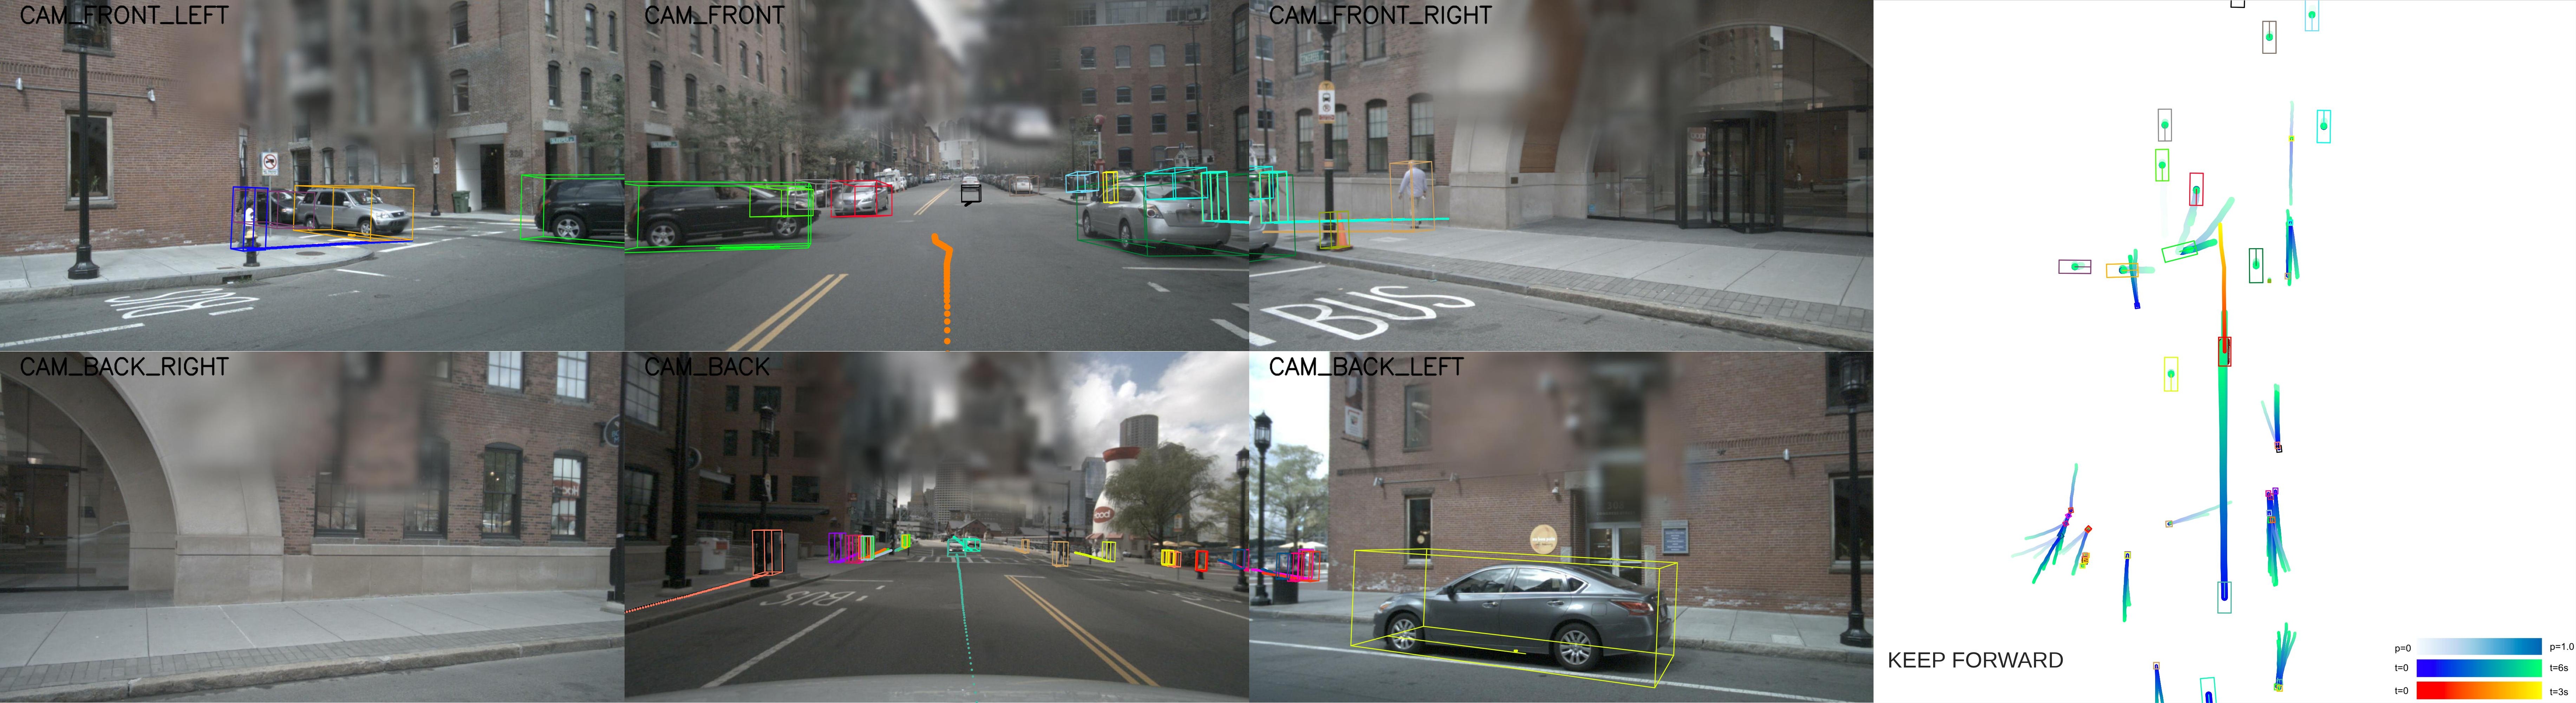 CAM_FRONT_LEFT
CAM_FRONT
CAM_FRONT_RIGHT
BUS
BUS
CAM_BACK_RIGHT
CAM_BACK
CAM_BACK_LEFT
BUS
KEEP FORWARD
p=0
p=1.0
t=0
t=6s
t=0
t=3s